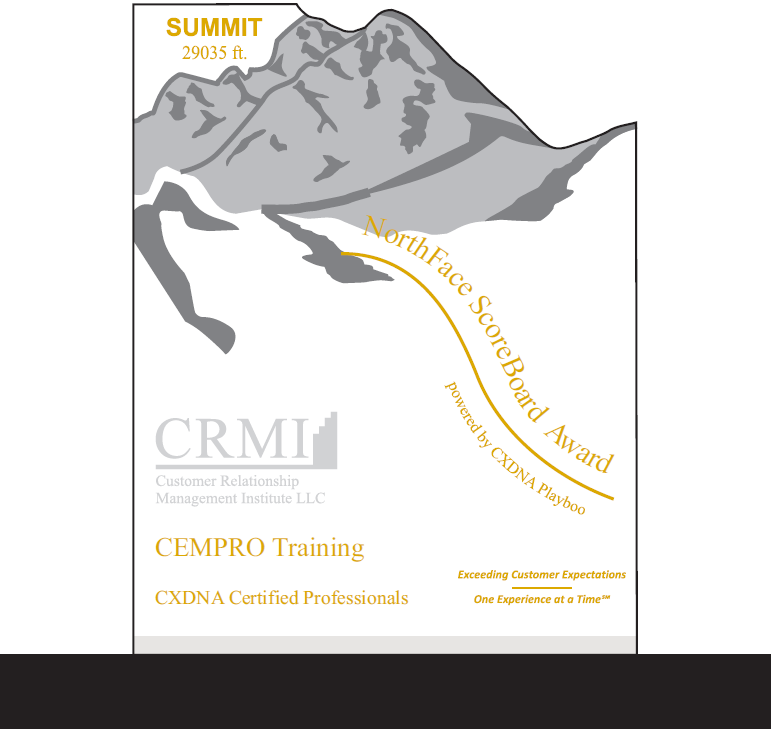 SUMMIT
29035 ft.
NorthFace ScoreBoard Award
powered by CXDNA Playboo
CRMI
Customer Relationship
Management Institute LLC
CEMPRO Training
CXDNA Certified Professionals
Exceeding Customer Expectations
One Experience at a Time℠